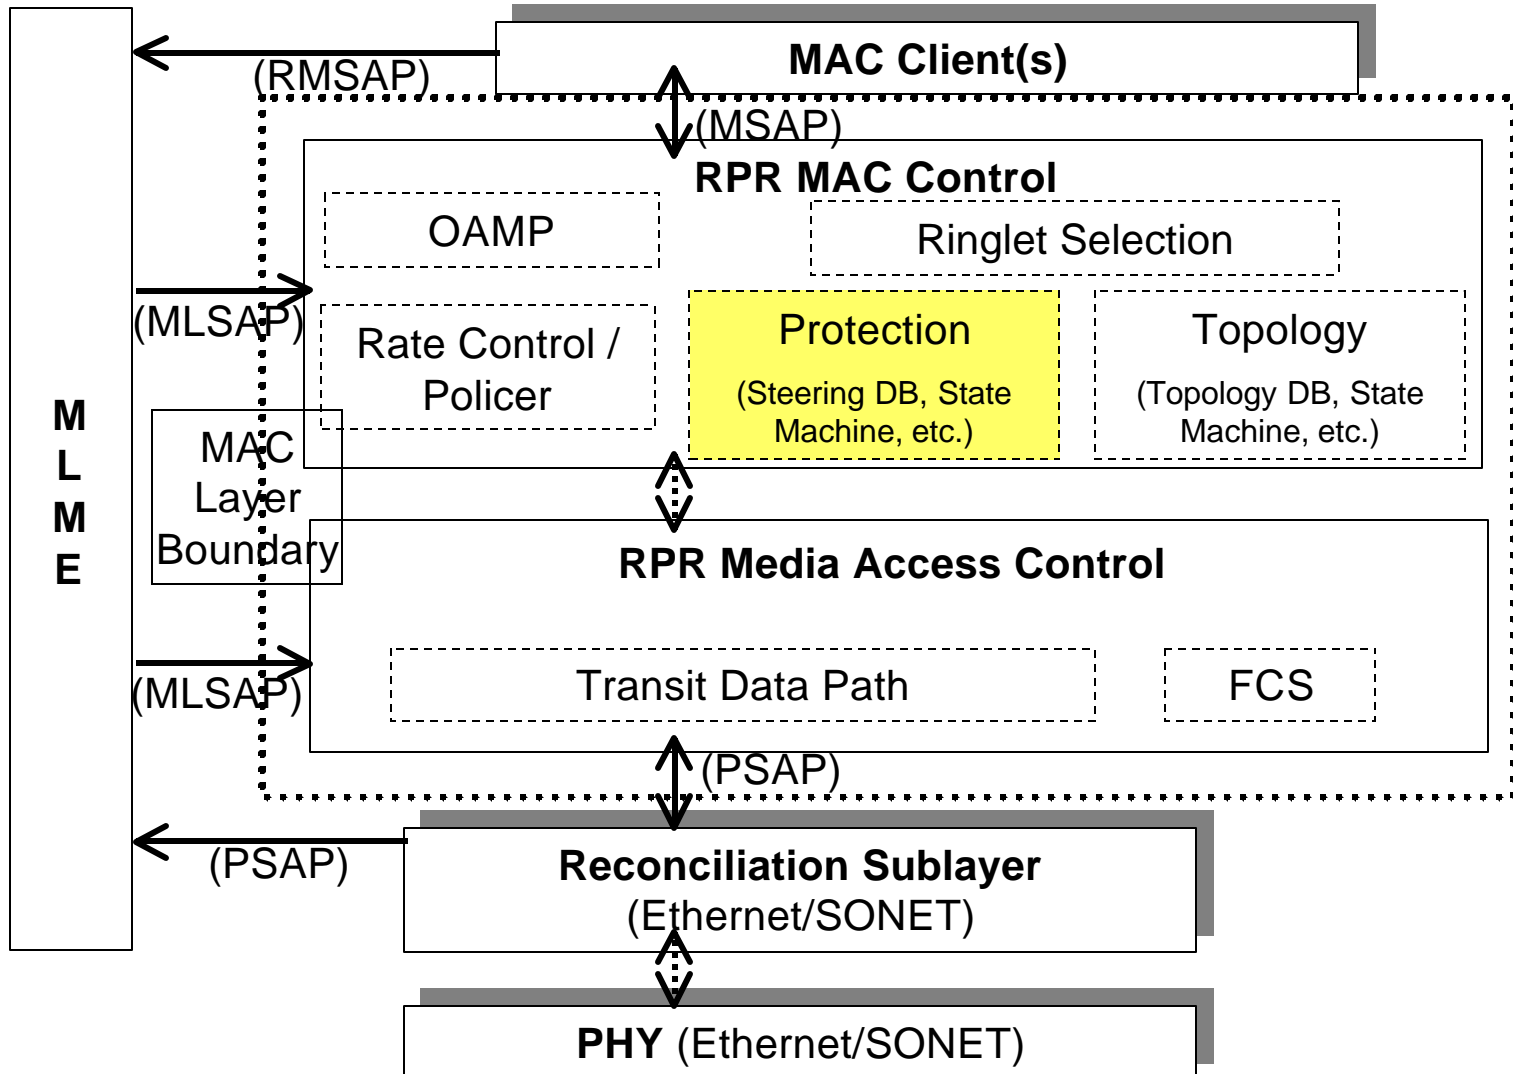 MAC Client(s)
(RMSAP)
(MSAP)
RPR MAC Control
OAMP
Ringlet Selection
(MLSAP)
Rate Control /
Policer
Protection
(Steering DB, State
Machine, etc.)
Topology
(Topology DB, State
Machine, etc.)
M
L
M
E
MAC
Layer
Boundary
RPR Media Access Control
(MLSAP)
Transit Data Path
FCS
(PSAP)
(PSAP)
Reconciliation Sublayer
(Ethernet/SONET)
PHY (Ethernet/SONET)